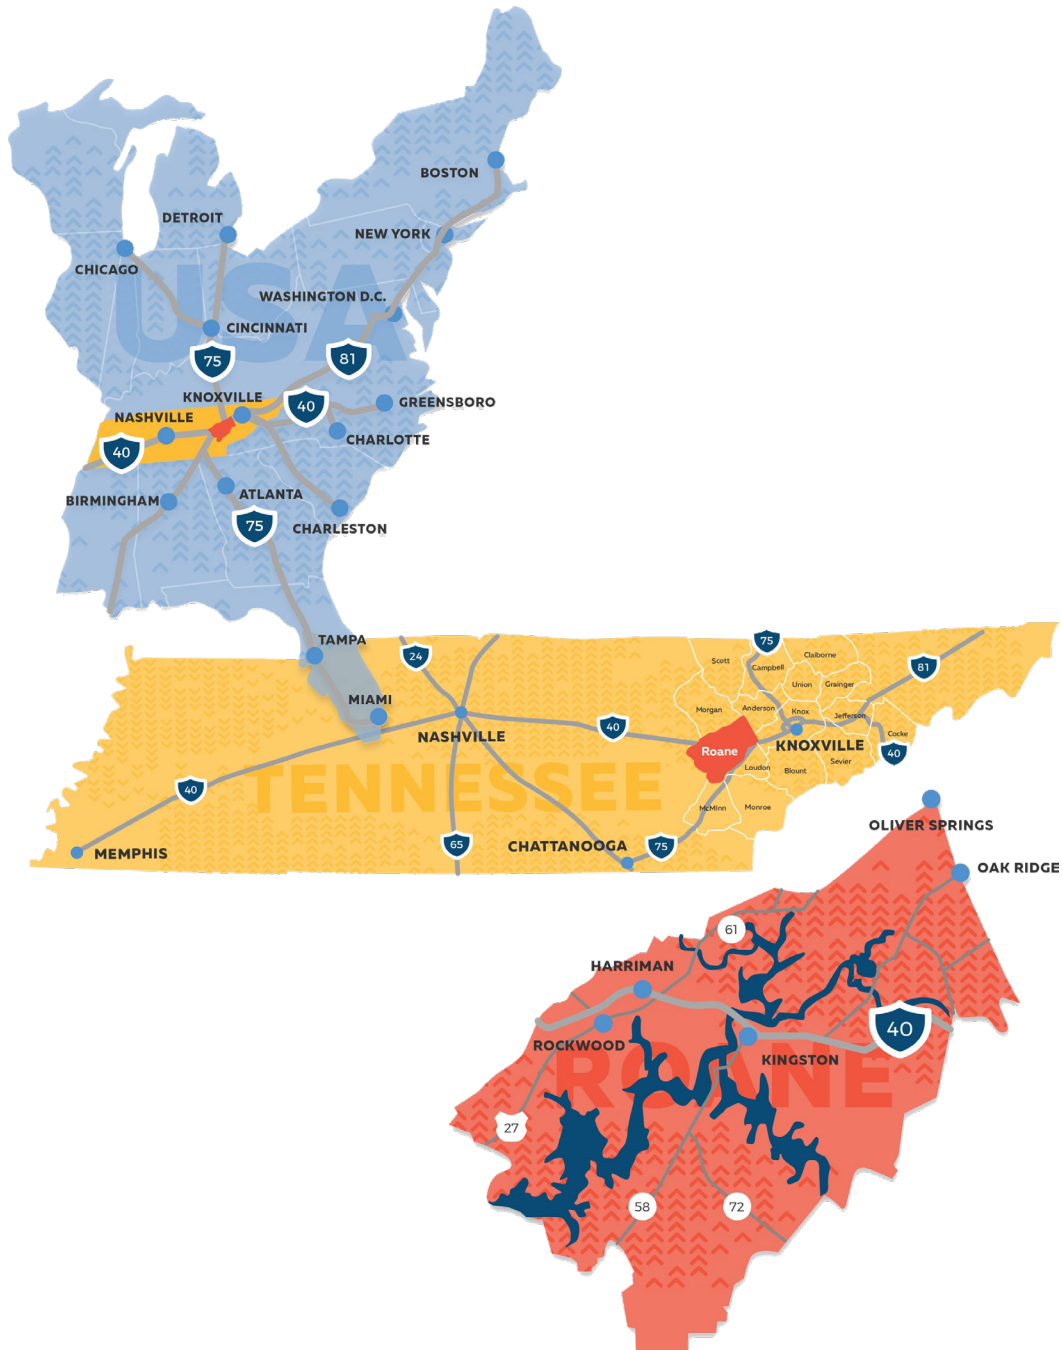 BOSTON
DETROIT
NEW YORK
CHICAGO
USA
WASHINGTON D.C.
CINCINNATI
75
81
KNOXVILLE
40
GREENSBORO
NASHVILLE
CHARLOTTE
40
BIRMINGHAM
ATLANTA
75
CHARLESTON
TAMPA
MIAMI
24
75
Scott
Campbell
Claiborne
81
Union
Grainger
Morgan
Anderson
Knox
Jefferson
40
NASHVILLE
KNOXVILLE
Cocke
40
Roane
Sevier
Loudon
Blount
TENNESSEE
40
McMinn
Monroe
MEMPHIS
65
CHATTANOOGA
75
OLIVER SPRINGS
OAK RIDGE
61
HARRIMAN
40
ROCKWOOD
KINGSTON
ROANE
27
58
72